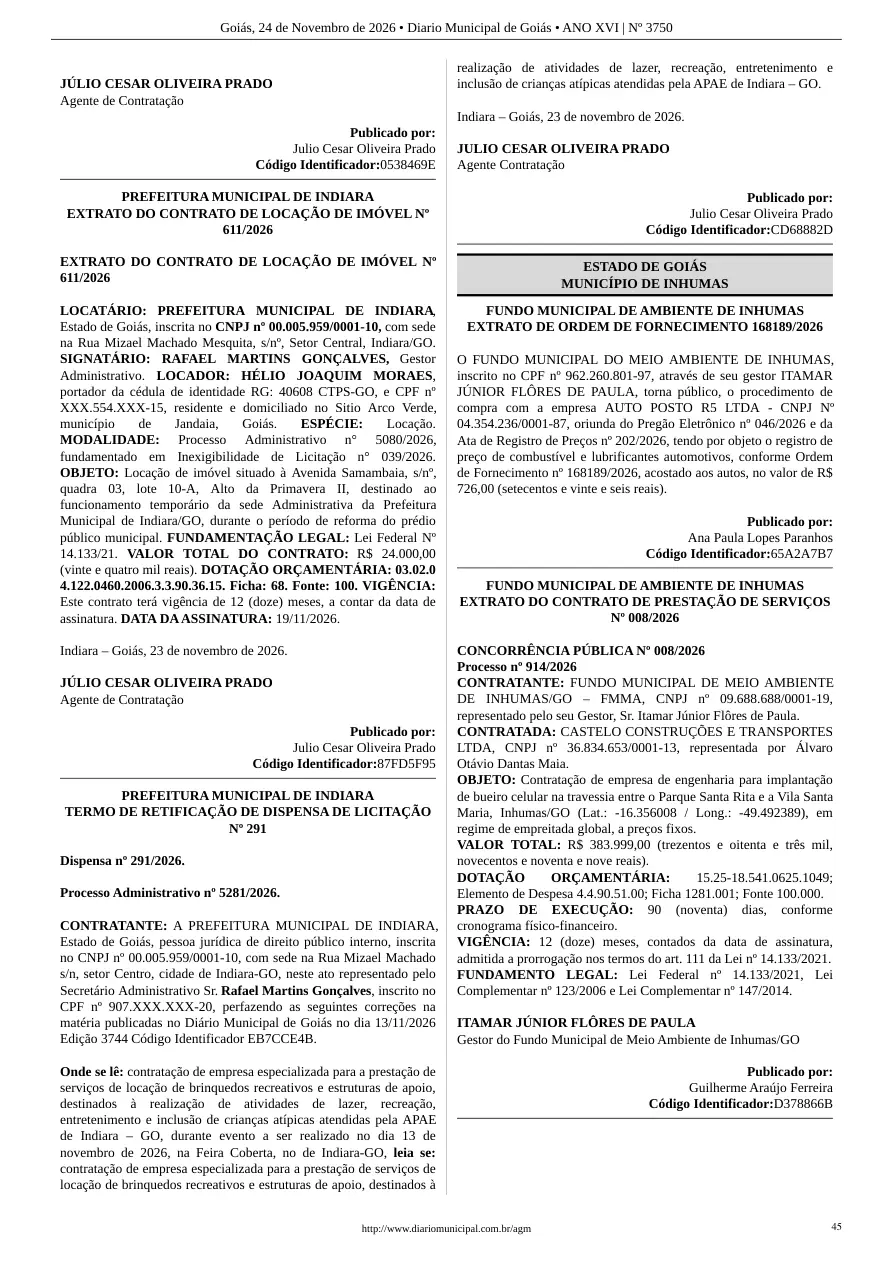 Goiás, 24 de Novembro de 2026 • Diario Municipal de Goiás • ANO XVI | Nº 3750
JÚLIO CESAR OLIVEIRA PRADO
Agente de Contratação
Publicado por:
Julio Cesar Oliveira Prado
Código Identificador:0538469E
PREFEITURA MUNICIPAL DE INDIARA
EXTRATO DO CONTRATO DE LOCAÇÃO DE IMÓVEL Nº
611/2026
EXTRATO DO CONTRATO DE LOCAÇÃO DE IMÓVEL Nº
611/2026
LOCATÁRIO: PREFEITURA MUNICIPAL DE INDIARA,
Estado de Goiás, inscrita no CNPJ nº 00.005.959/0001-10, com sede
na Rua Mizael Machado Mesquita, s/nº, Setor Central, Indiara/GO.
SIGNATÁRIO: RAFAEL MARTINS GONÇALVES, Gestor
Administrativo. LOCADOR: HÉLIO JOAQUIM MORAES,
portador da cédula de identidade RG: 40608 CTPS-GO, e CPF nº
XXX.554.XXX-15, residente e domiciliado no Sitio Arco Verde,
município de Jandaia, Goiás. ESPÉCIE: Locação.
MODALIDADE: Processo Administrativo n° 5080/2026,
fundamentado em Inexigibilidade de Licitação n° 039/2026.
OBJETO: Locação de imóvel situado à Avenida Samambaia, s/nº,
quadra 03, lote 10-A, Alto da Primavera II, destinado ao
funcionamento temporário da sede Administrativa da Prefeitura
Municipal de Indiara/GO, durante o período de reforma do prédio
público municipal. FUNDAMENTAÇÃO LEGAL: Lei Federal Nº
14.133/21. VALOR TOTAL DO CONTRATO: R$ 24.000,00
(vinte e quatro mil reais). DOTAÇÃO ORÇAMENTÁRIA: 03.02.0
4.122.0460.2006.3.3.90.36.15. Ficha: 68. Fonte: 100. VIGÊNCIA:
Este contrato terá vigência de 12 (doze) meses, a contar da data de
assinatura. DATA DA ASSINATURA: 19/11/2026.
Indiara – Goiás, 23 de novembro de 2026.
JÚLIO CESAR OLIVEIRA PRADO
Agente de Contratação
Publicado por:
Julio Cesar Oliveira Prado
Código Identificador:87FD5F95
PREFEITURA MUNICIPAL DE INDIARA
TERMO DE RETIFICAÇÃO DE DISPENSA DE LICITAÇÃO
Nº 291
Dispensa nº 291/2026.
Processo Administrativo nº 5281/2026.
CONTRATANTE: A PREFEITURA MUNICIPAL DE INDIARA,
Estado de Goiás, pessoa jurídica de direito público interno, inscrita
no CNPJ nº 00.005.959/0001-10, com sede na Rua Mizael Machado
s/n, setor Centro, cidade de Indiara-GO, neste ato representado pelo
Secretário Administrativo Sr. Rafael Martins Gonçalves, inscrito no
CPF nº 907.XXX.XXX-20, perfazendo as seguintes correções na
matéria publicadas no Diário Municipal de Goiás no dia 13/11/2026
Edição 3744 Código Identificador EB7CCE4B.
Onde se lê: contratação de empresa especializada para a prestação de
serviços de locação de brinquedos recreativos e estruturas de apoio,
destinados à realização de atividades de lazer, recreação,
entretenimento e inclusão de crianças atípicas atendidas pela APAE
de Indiara – GO, durante evento a ser realizado no dia 13 de
novembro de 2026, na Feira Coberta, no de Indiara-GO, leia se:
contratação de empresa especializada para a prestação de serviços de
locação de brinquedos recreativos e estruturas de apoio, destinados à
realização de atividades de lazer, recreação, entretenimento e
inclusão de crianças atípicas atendidas pela APAE de Indiara – GO.
Indiara – Goiás, 23 de novembro de 2026.
JULIO CESAR OLIVEIRA PRADO
Agente Contratação
Publicado por:
Julio Cesar Oliveira Prado
Código Identificador:CD68882D
ESTADO DE GOIÁS
MUNICÍPIO DE INHUMAS
FUNDO MUNICIPAL DE AMBIENTE DE INHUMAS
EXTRATO DE ORDEM DE FORNECIMENTO 168189/2026
O FUNDO MUNICIPAL DO MEIO AMBIENTE DE INHUMAS,
inscrito no CPF nº 962.260.801-97, através de seu gestor ITAMAR
JÚNIOR FLÔRES DE PAULA, torna público, o procedimento de
compra com a empresa AUTO POSTO R5 LTDA - CNPJ Nº
04.354.236/0001-87, oriunda do Pregão Eletrônico nº 046/2026 e da
Ata de Registro de Preços nº 202/2026, tendo por objeto o registro de
preço de combustível e lubrificantes automotivos, conforme Ordem
de Fornecimento nº 168189/2026, acostado aos autos, no valor de R$
726,00 (setecentos e vinte e seis reais).
Publicado por:
Ana Paula Lopes Paranhos
Código Identificador:65A2A7B7
FUNDO MUNICIPAL DE AMBIENTE DE INHUMAS
EXTRATO DO CONTRATO DE PRESTAÇÃO DE SERVIÇOS
Nº 008/2026
CONCORRÊNCIA PÚBLICA Nº 008/2026
Processo nº 914/2026
CONTRATANTE: FUNDO MUNICIPAL DE MEIO AMBIENTE
DE INHUMAS/GO – FMMA, CNPJ nº 09.688.688/0001-19,
representado pelo seu Gestor, Sr. Itamar Júnior Flôres de Paula.
CONTRATADA: CASTELO CONSTRUÇÕES E TRANSPORTES
LTDA, CNPJ nº 36.834.653/0001-13, representada por Álvaro
Otávio Dantas Maia.
OBJETO: Contratação de empresa de engenharia para implantação
de bueiro celular na travessia entre o Parque Santa Rita e a Vila Santa
Maria, Inhumas/GO (Lat.: -16.356008 / Long.: -49.492389), em
regime de empreitada global, a preços fixos.
VALOR TOTAL: R$ 383.999,00 (trezentos e oitenta e três mil,
novecentos e noventa e nove reais).
DOTAÇÃO ORÇAMENTÁRIA: 15.25-18.541.0625.1049;
Elemento de Despesa 4.4.90.51.00; Ficha 1281.001; Fonte 100.000.
PRAZO DE EXECUÇÃO: 90 (noventa) dias, conforme
cronograma físico-financeiro.
VIGÊNCIA: 12 (doze) meses, contados da data de assinatura,
admitida a prorrogação nos termos do art. 111 da Lei nº 14.133/2021.
FUNDAMENTO LEGAL: Lei Federal nº 14.133/2021, Lei
Complementar nº 123/2006 e Lei Complementar nº 147/2014.
ITAMAR JÚNIOR FLÔRES DE PAULA
Gestor do Fundo Municipal de Meio Ambiente de Inhumas/GO
Publicado por:
Guilherme Araújo Ferreira
Código Identificador:D378866B
http://www.diariomunicipal.com.br/agm
45